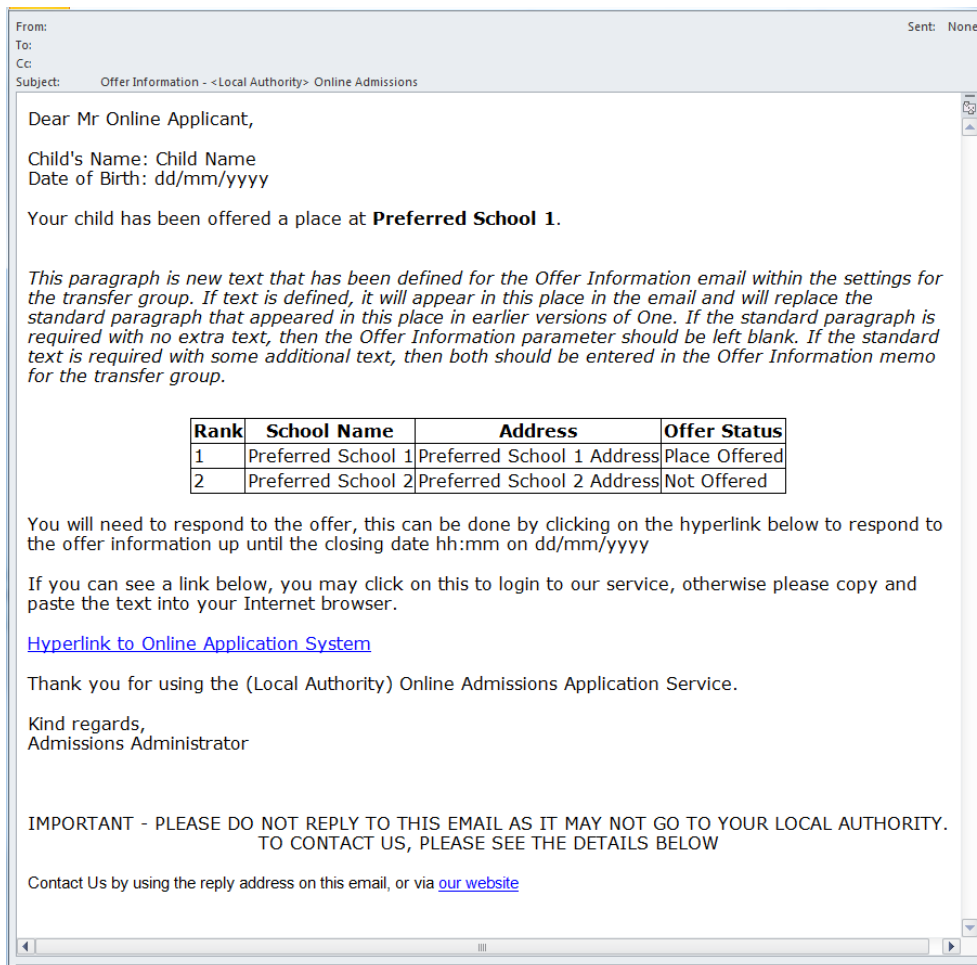 From:
Sent: None
To:
Cc:
Subject: Offer Information - <Local Authority> Online Admissions
Dear Mr Online Applicant,
Child's Name: Child Name
Date of Birth: dd/mm/yyyy
Your child has been offered a place at Preferred School 1.
This paragraph is new text that has been defined for the Offer Information email within the settings for
the transfer group. If text is defined, it will appear in this place in the email and will replace the
standard paragraph that appeared in this place in earlier versions of One. If the standard paragraph is
required with no extra text, then the Offer Information parameter should be left blank. If the standard
text is required with some additional text, then both should be entered in the Offer Information memo
for the transfer group.
Rank School Name Address Offer Status
1 Preferred School 1 Preferred School 1 Address Place Offered
2 Preferred School 2 Preferred School 2 Address Not Offered
You will need to respond to the offer, this can be done by clicking on the hyperlink below to respond to
the offer information up until the closing date hh:mm on dd/mm/yyyy
If you can see a link below, you may click on this to login to our service, otherwise please copy and
paste the text into your Internet browser.
Hyperlink to Online Application System
Thank you for using the (Local Authority) Online Admissions Application Service.
Kind regards,
Admissions Administrator
IMPORTANT - PLEASE DO NOT REPLY TO THIS EMAIL AS IT MAY NOT GO TO YOUR LOCAL AUTHORITY.
TO CONTACT US, PLEASE SEE THE DETAILS BELOW
Contact Us by using the reply address on this email, or via our website